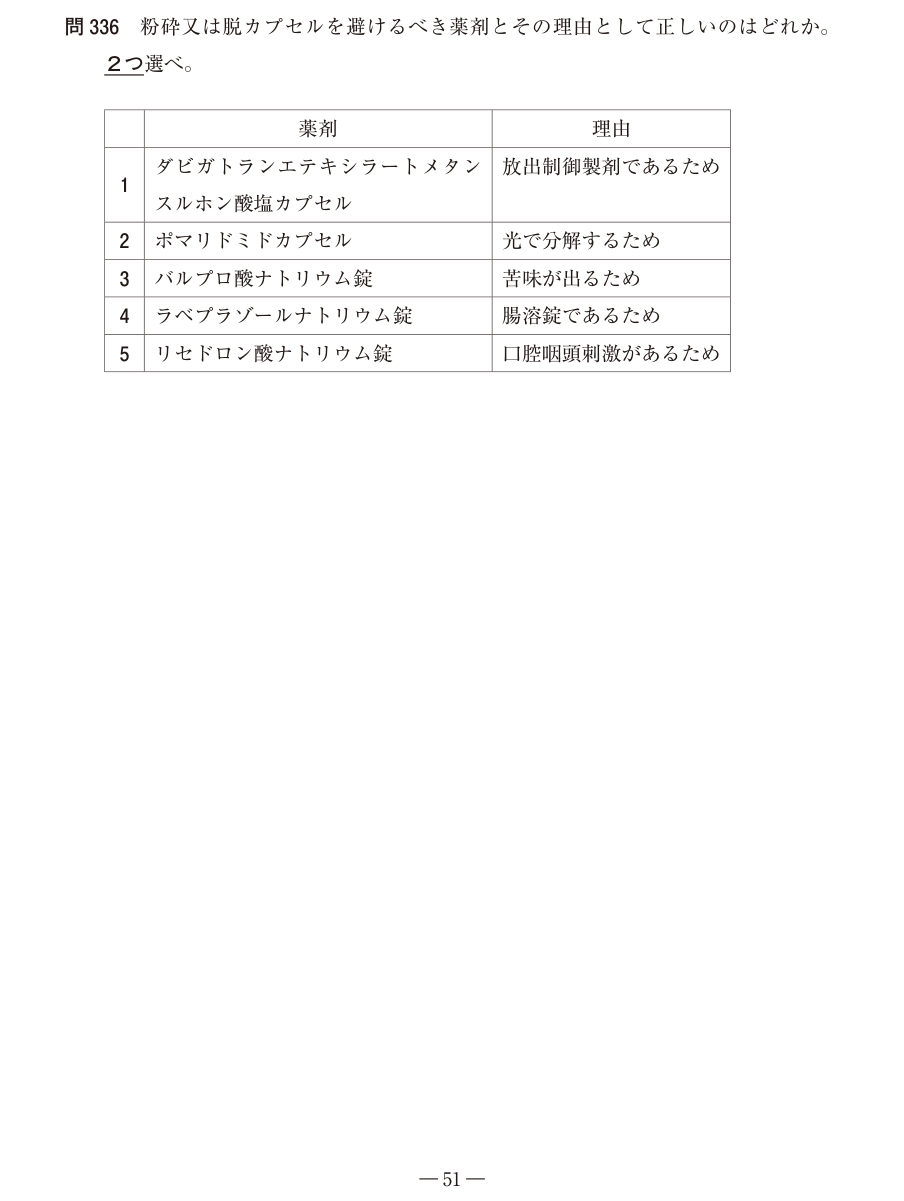 問 336 粉砕又は脱カプセルを避けるべき薬剤とその理由として正しいのはどれか。
２つ選べ。
薬剤 理由
1 ダビガトランエテキシラートメタン 放出制御製剤であるため
スルホン酸塩カプセル
2 ポマリドミドカプセル 光で分解するため
3 バルプロ酸ナトリウム錠 苦味が出るため
4 ラベプラゾールナトリウム錠 腸溶錠であるため
5 リセドロン酸ナトリウム錠 口腔咽頭刺激があるため
― 51 ―